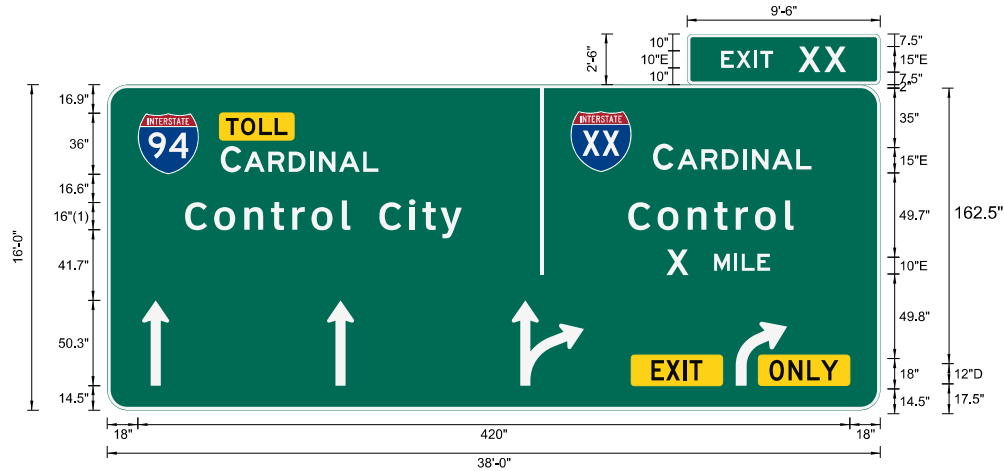 9'-6"
2'-6"
10"
10"E
10"
EXIT XX
7.5"
15"E
7.5"
2"
16'-0"
16.9"
36"
16.6"
16"(1)
41.7"
50.3"
14.5"
INTERSTATE
94
TOLL
CARDINAL
Control City
INTERSTATE
XX
CARDINAL
Control
X MILE
EXIT ONLY
35"
15"E
49.7"
10"E
49.8"
18"
14.5"
162.5"
12"D
17.5"
18"
420"
18"
38'-0"